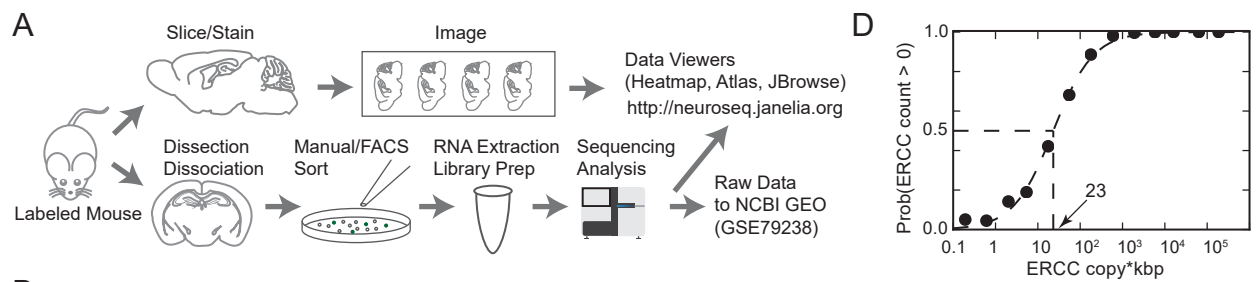 A
Slice/Stain
Image
Data Viewers
(Heatmap, Atlas, JBrowse)
http://neuroseq.janelia.org
Labeled Mouse
Dissection
Dissociation
Manual/FACS
Sort
RNA Extraction
Library Prep
Sequencing
Analysis
Raw Data
to NCBI GEO
(GSE79238)
D
Prob(ERCC count > 0)
1.0
0.5
0.0
23
0.1 1 10 10² 10³ 10⁴ 10⁵
ERCC copy*kbp